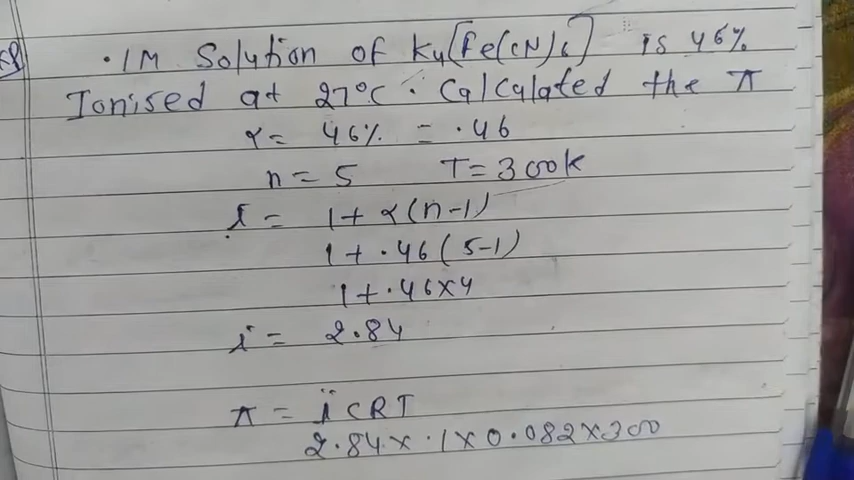 .1M Solution of K4[Fe(CN)6] is 46%
Ionised at 27°C. Calculated the π
α = 46% = .46
n = 5 T = 300K
i = 1 + α(n-1)
1 + .46(5-1)
1 + .46×4
i = 2.84
π = iCRT
2.84 × .1 × 0.082 × 300